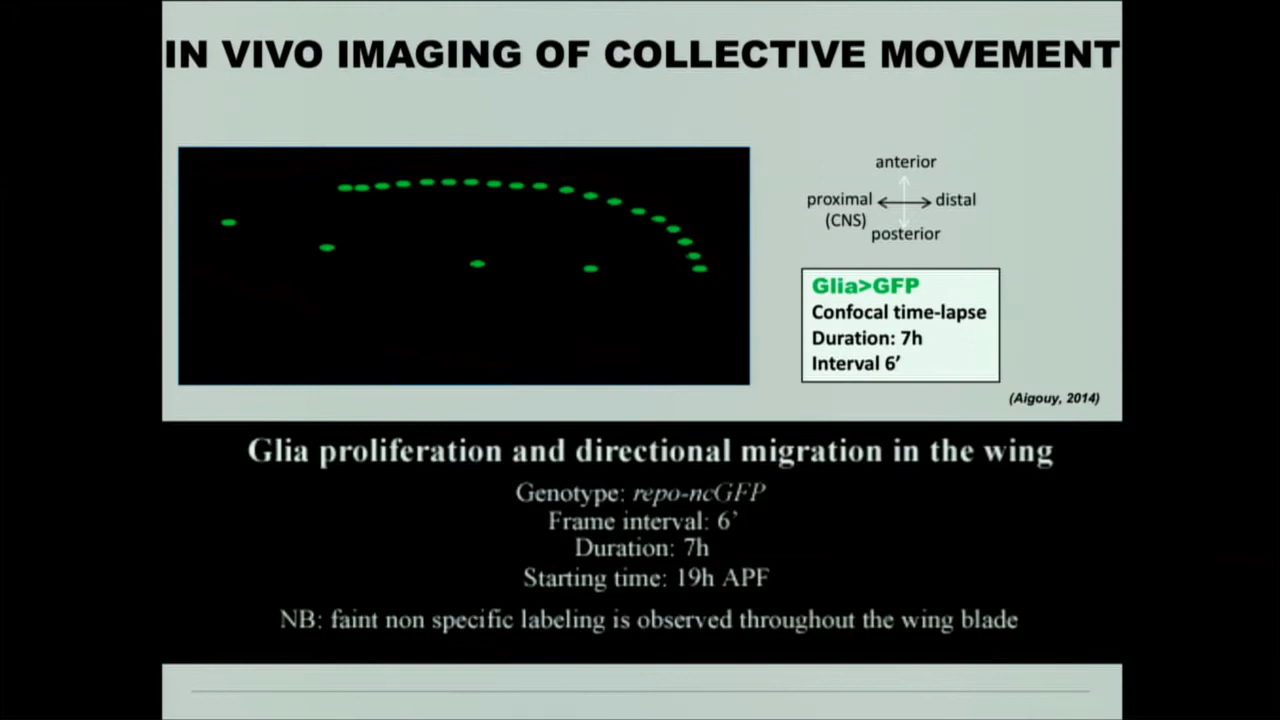 IN VIVO IMAGING OF COLLECTIVE MOVEMENT
anterior
proximal
distal
(CNS)
posterior
Glia>GFP
Confocal time-lapse
Duration: 7h
Interval 6′
(Aigouy, 2014)
Glia proliferation and directional migration in the wing
Genotype: repo-ncGFP
Frame interval: 6’
Duration: 7h
Starting time: 19h APF
NB: faint non specific labeling is observed throughout the wing blade